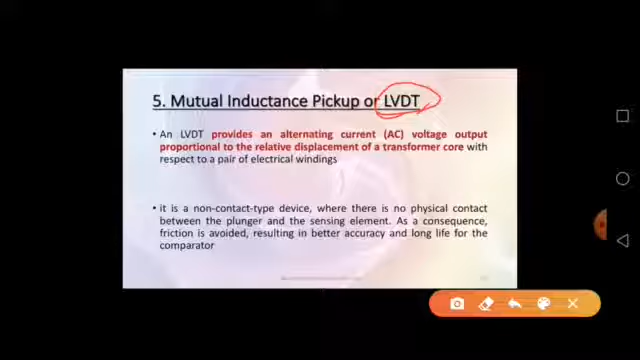 5. Mutual Inductance Pickup or LVDT
• An LVDT provides an alternating current (AC) voltage output
proportional to the relative displacement of a transformer core with
respect to a pair of electrical windings
• it is a non-contact-type device, where there is no physical contact
between the plunger and the sensing element. As a consequence,
friction is avoided, resulting in better accuracy and long life for the
comparator